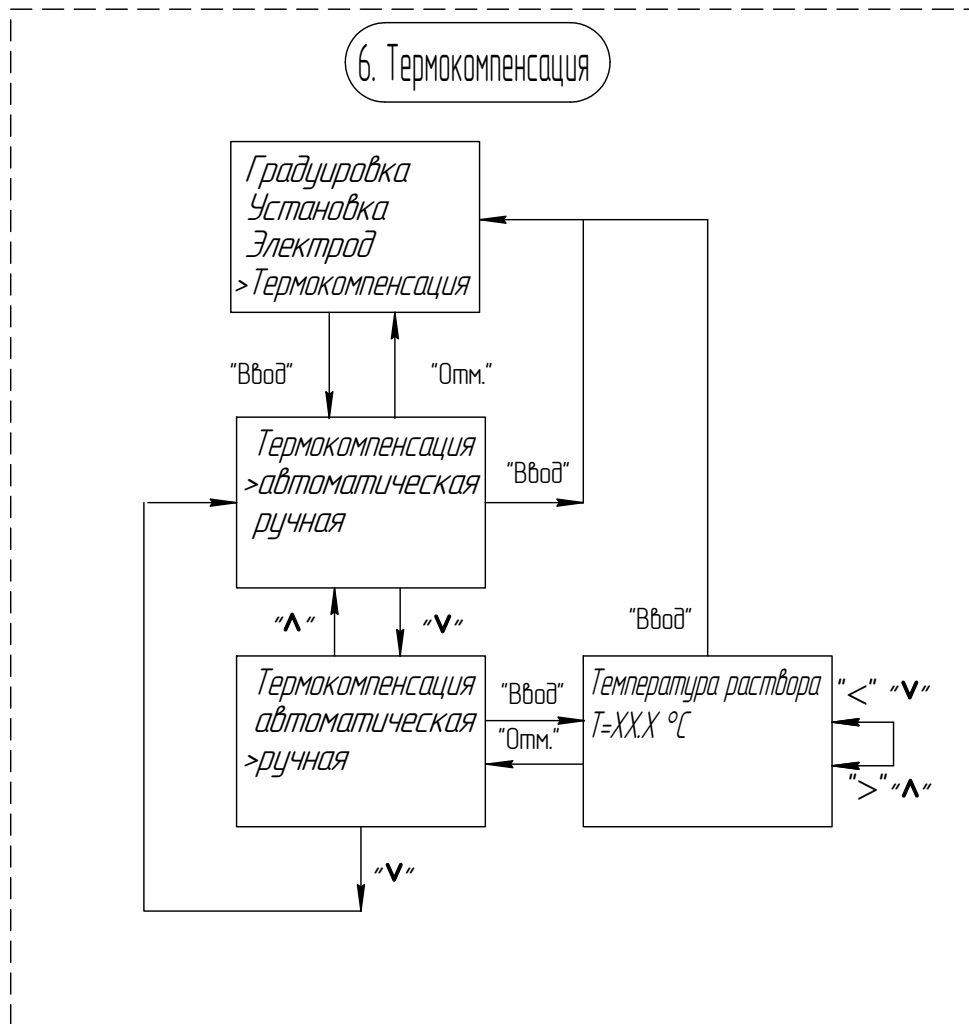 6. Термокомпенсация
Градуировка
Установка
Электрод
>Термокомпенсация
"Ввод"
"Отм."
Термокомпенсация
>автоматическая
ручная
"Ввод"
"Λ"
"V"
"Ввод"
Термокомпенсация
автоматическая
>ручная
"Ввод"
"Отм."
Температура раствора
Т=ХХ.Х °С
"<" "V"
">" "Λ"
"V"